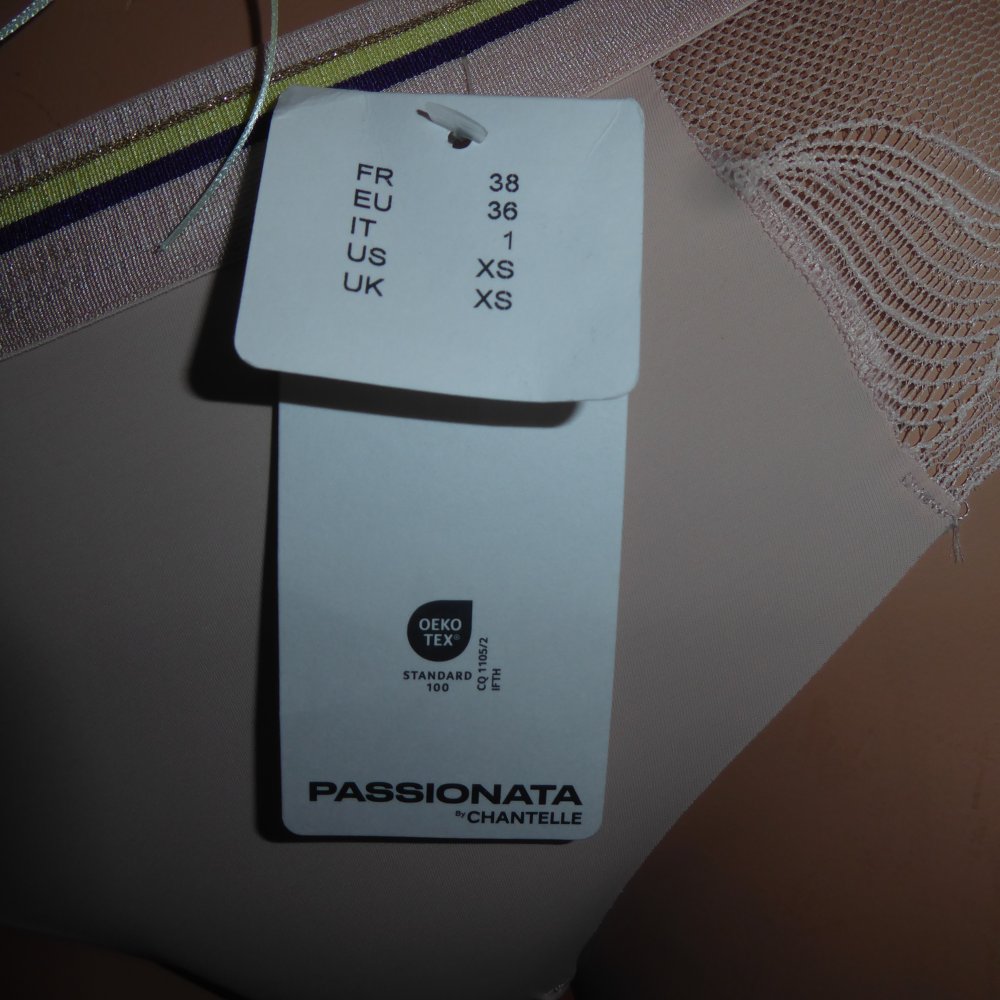 FR 38
EU 36
IT 1
US XS
UK XS
OEKO
TEX®
STANDARD
100
CQ 1105/2
IFTH
PASSIONATA
By CHANTELLE